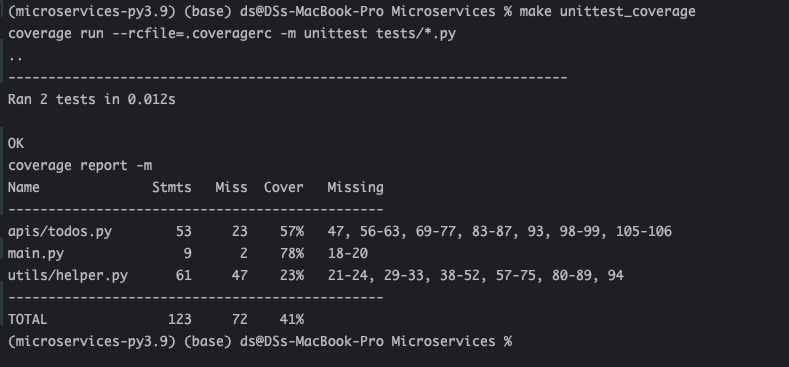 (microservices-py3.9) (base) ds@DSs-MacBook-Pro Microservices % make unittest_coverage
coverage run --rcfile=.coveragerc -m unittest tests/*.py
..
----------------------------------------------------------------------
Ran 2 tests in 0.012s

OK
coverage report -m
Name              Stmts   Miss  Cover   Missing
-----------------------------------------------
apis/todos.py        53     23    57%   47, 56-63, 69-77, 83-87, 93, 98-99, 105-106
main.py               9      2    78%   18-20
utils/helper.py      61     47    23%   21-24, 29-33, 38-52, 57-75, 80-89, 94
-----------------------------------------------
TOTAL               123     72    41%
(microservices-py3.9) (base) ds@DSs-MacBook-Pro Microservices %